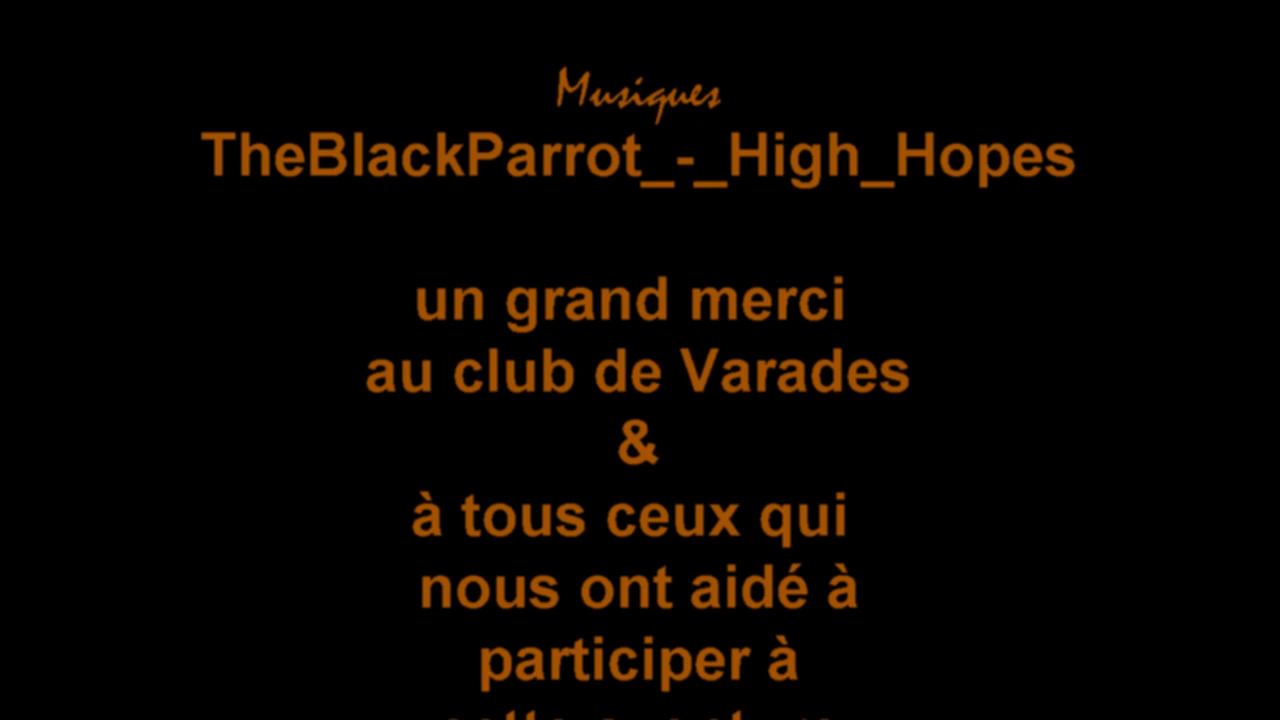 Musiques
TheBlackParrot_-_High_Hopes
un grand merci
au club de Varades
&
à tous ceux qui
nous ont aidé à
participer à